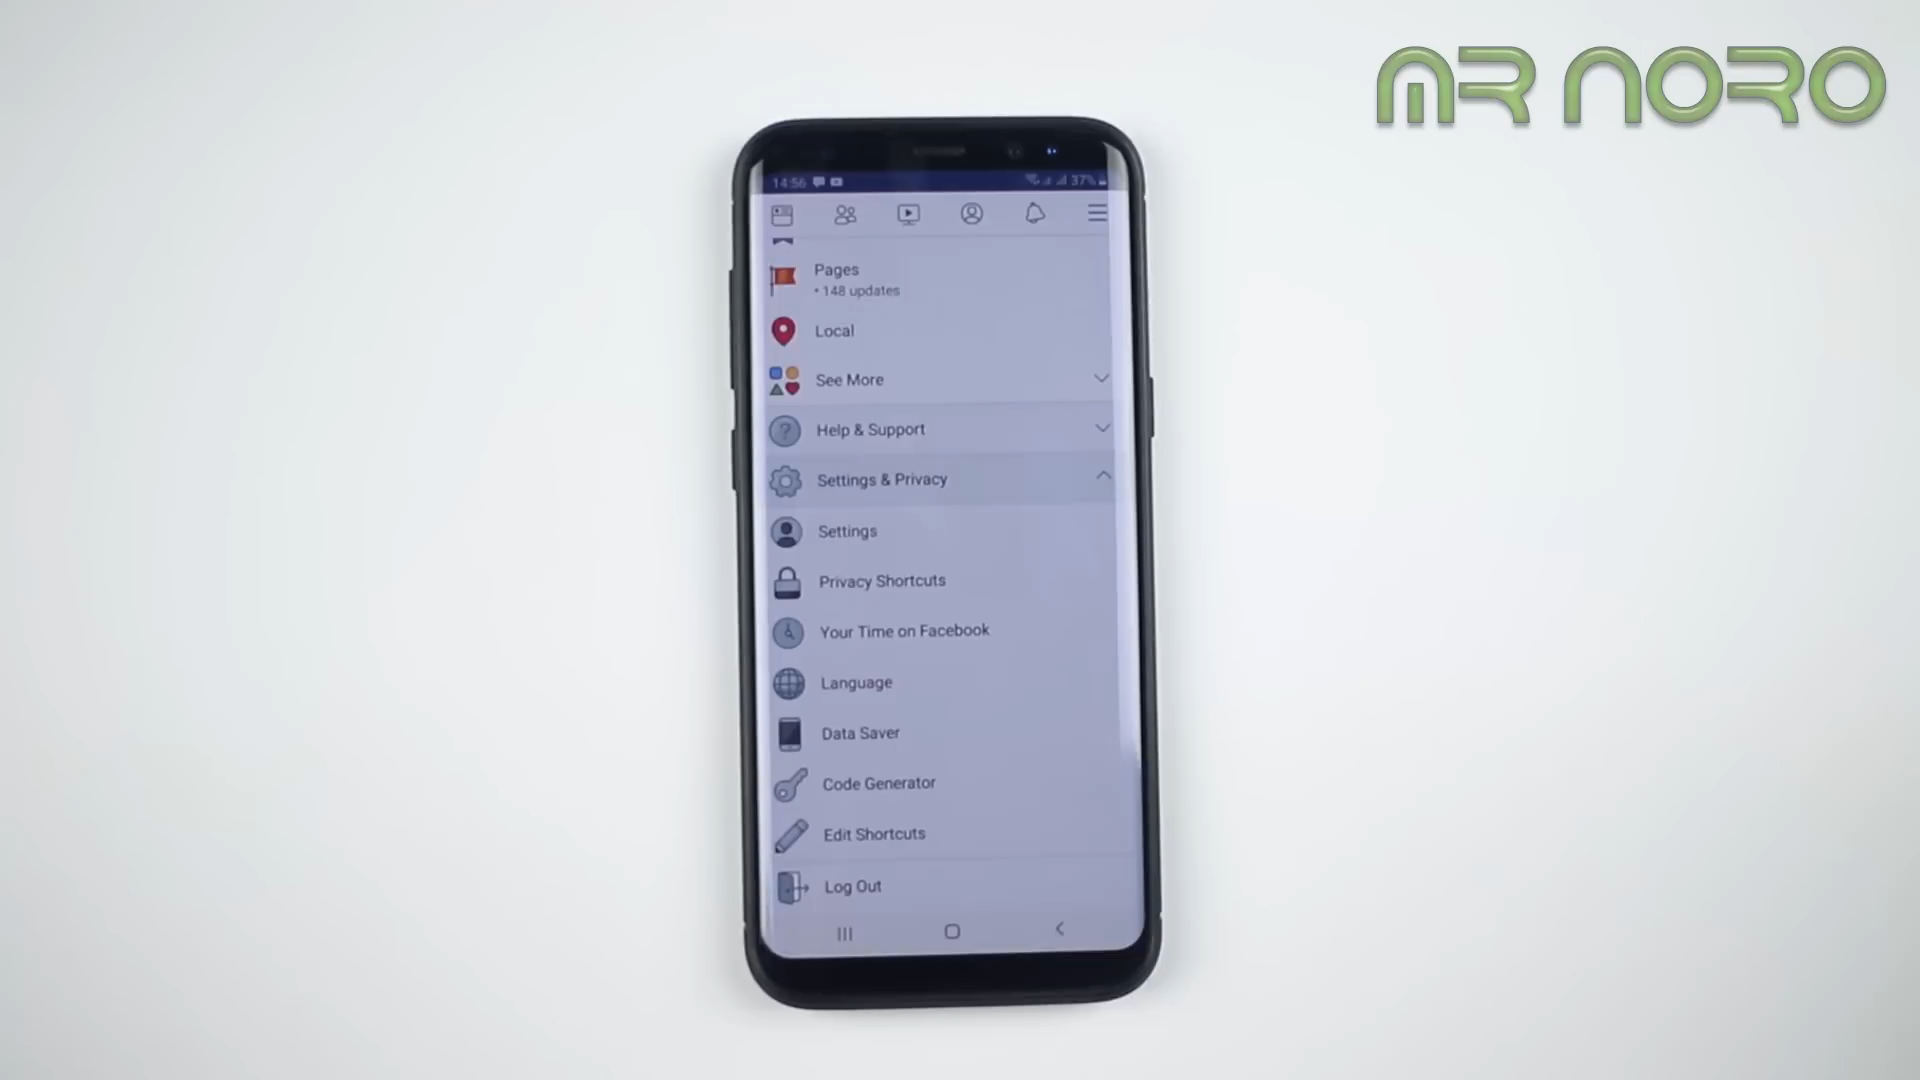 MR NORO
14:56 37%
Pages
• 148 updates
Local
See More
Help & Support
Settings & Privacy
Settings
Privacy Shortcuts
Your Time on Facebook
Language
Data Saver
Code Generator
Edit Shortcuts
Log Out